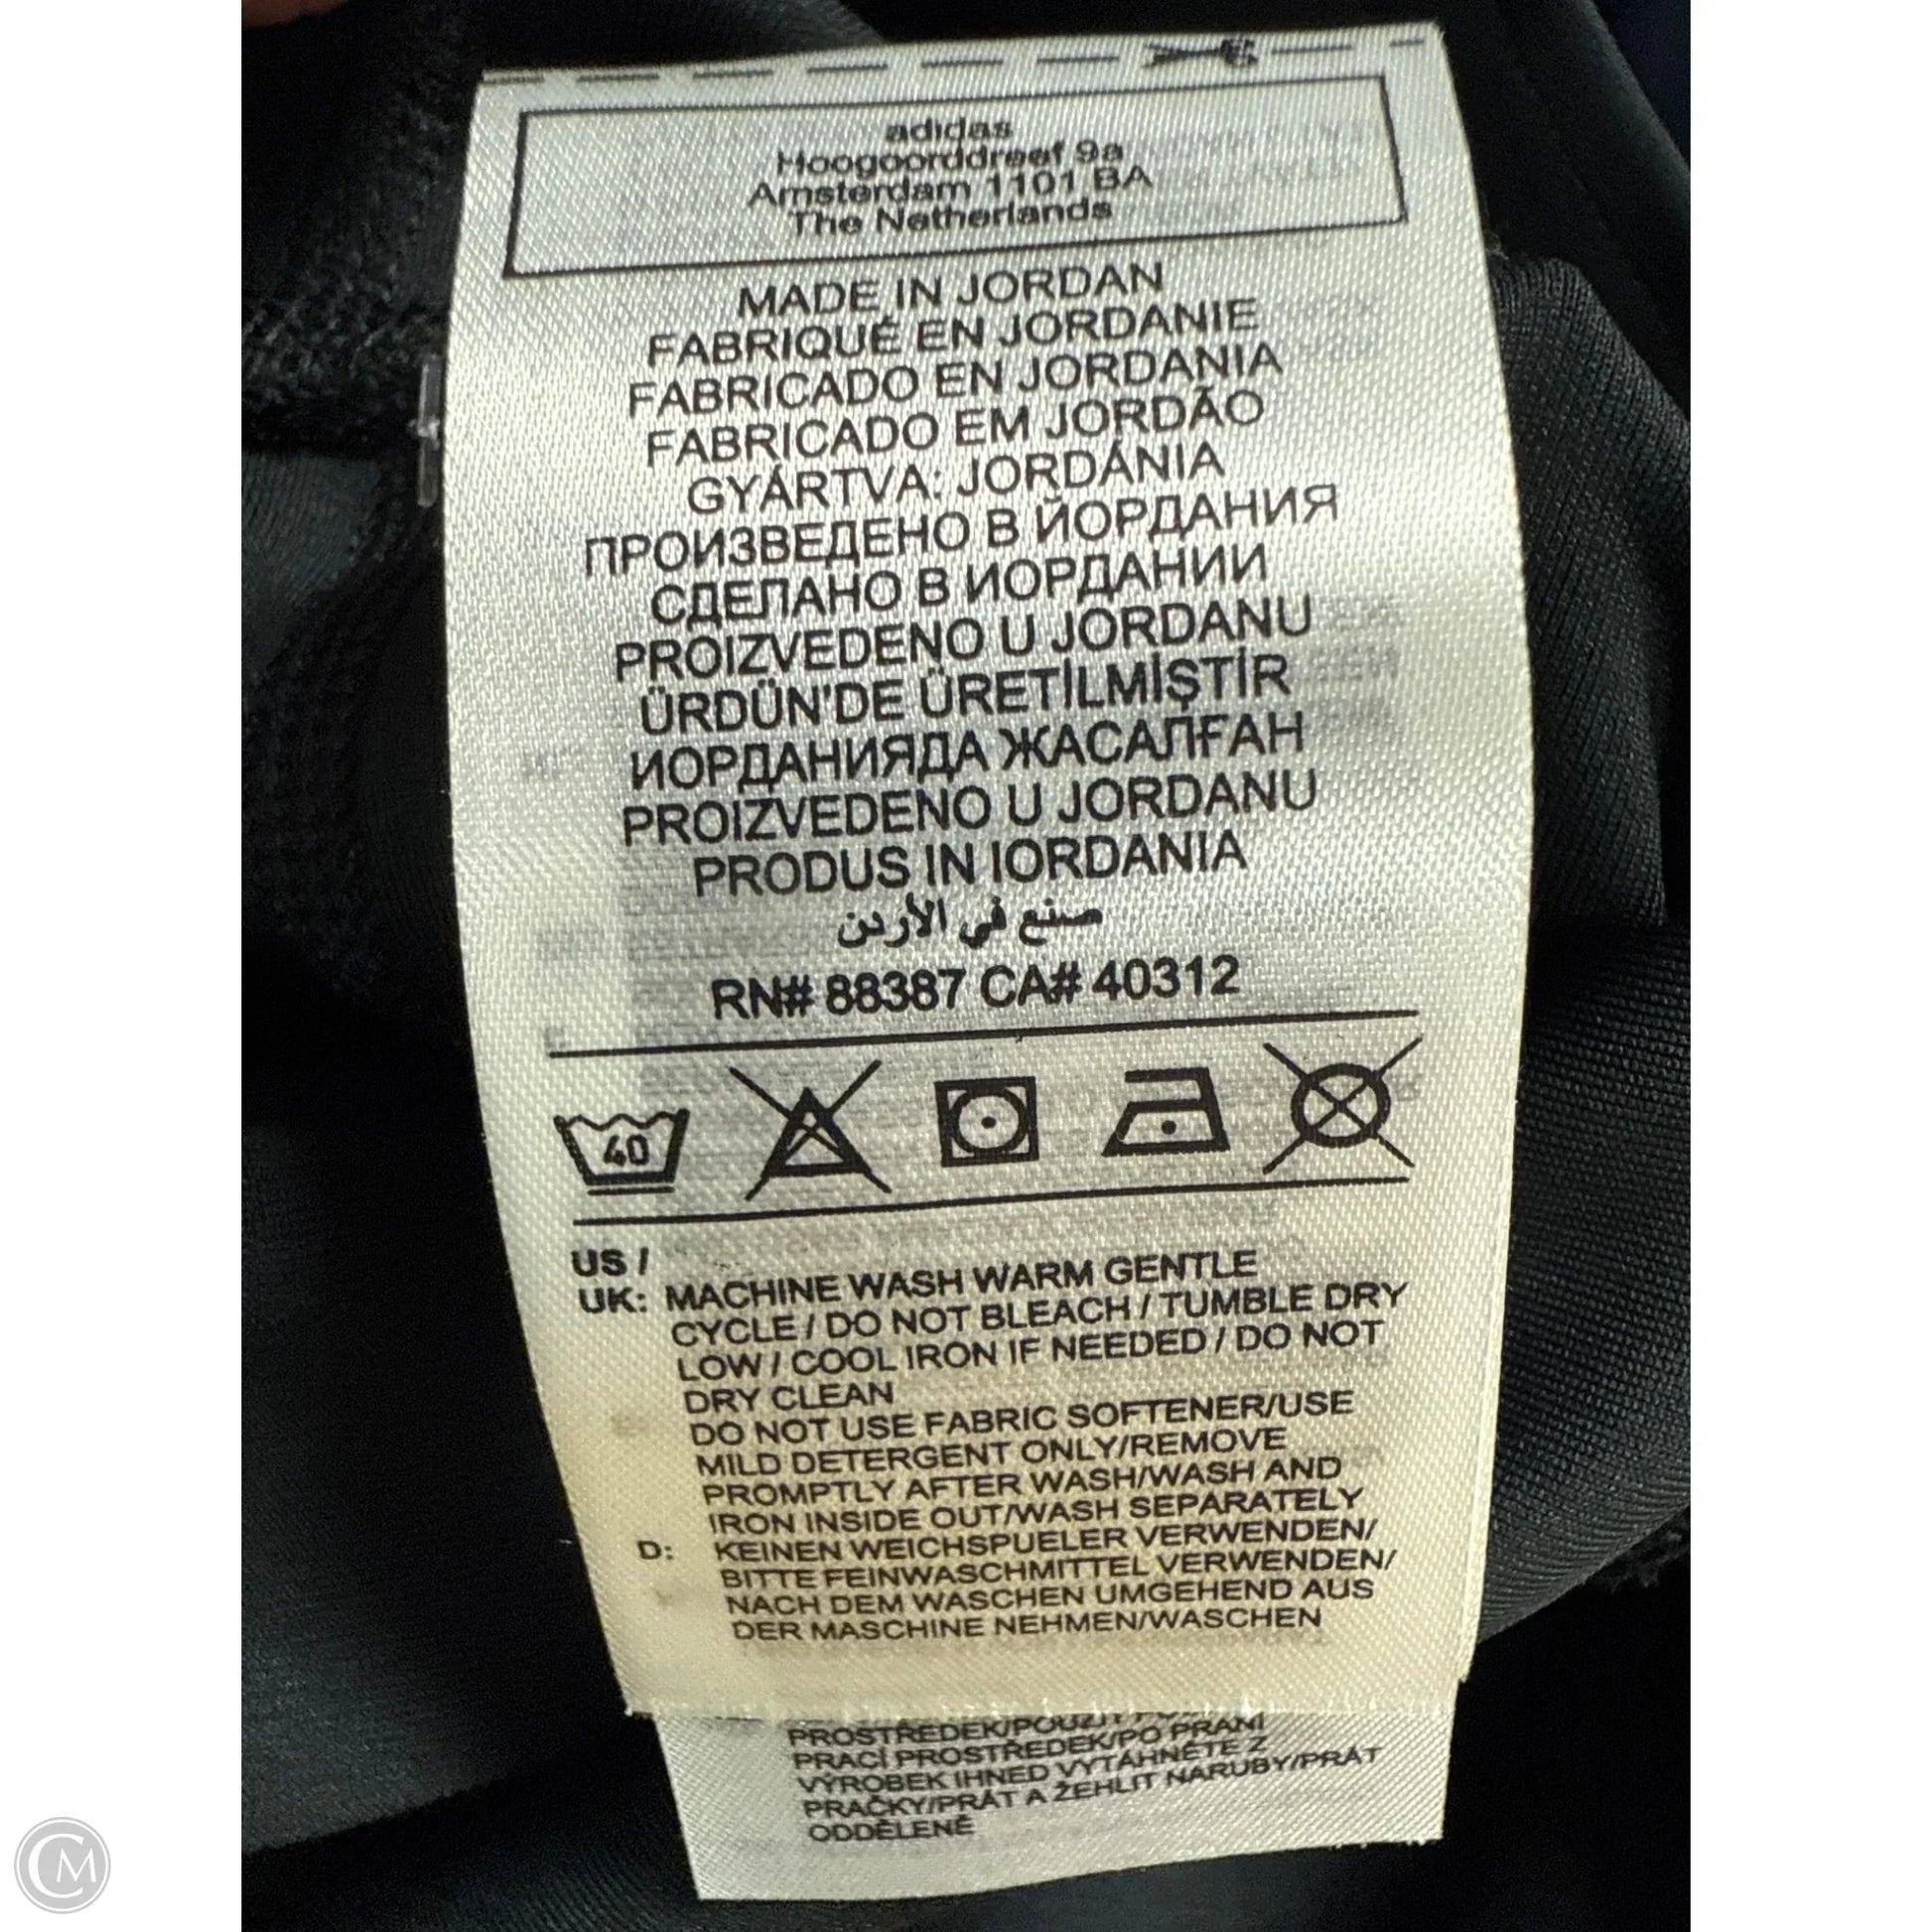 adidas
Hoogoorddreef 9a
Amsterdam 1101 BA
The Netherlands
MADE IN JORDAN
FABRIQUÉ EN JORDANIE
FABRICADO EN JORDANIA
FABRICADO EM JORDÃO
GYÁRTVA: JORDÁNIA
ПРОИЗВЕДЕНО В ЙОРДАНИЯ
СДЕЛАНО В ИОРДАНИИ
PROIZVEDENO U JORDANU
ÜRDÜN'DE ÜRETİLMİŞTİR
ИОРДАНИЯДА ЖАСАЛҒАН
PROIZVEDENO U JORDANU
PRODUS IN IORDANIA
صنع في الأردن
RN# 88387 CA# 40312
40
US /
UK: MACHINE WASH WARM GENTLE
CYCLE / DO NOT BLEACH / TUMBLE DRY
LOW / COOL IRON IF NEEDED / DO NOT
DRY CLEAN
DO NOT USE FABRIC SOFTENER/USE
MILD DETERGENT ONLY/REMOVE
PROMPTLY AFTER WASH/WASH AND
IRON INSIDE OUT/WASH SEPARATELY
D: KEINEN WEICHSPUELER VERWENDEN/
BITTE FEINWASCHMITTEL VERWENDEN/
NACH DEM WASCHEN UMGEHEND AUS
DER MASCHINE NEHMEN/WASCHEN
PROSTŘEDEK/POUŽÍT
PRACÍ PROSTŘEDEK/PO PRANÍ
VÝROBEK IHNED VYTÁHNĚTE Z
PRAČKY/PRÁT A ŽEHLIT NARUBY/PRÁT
ODDĚLENĚ
CM